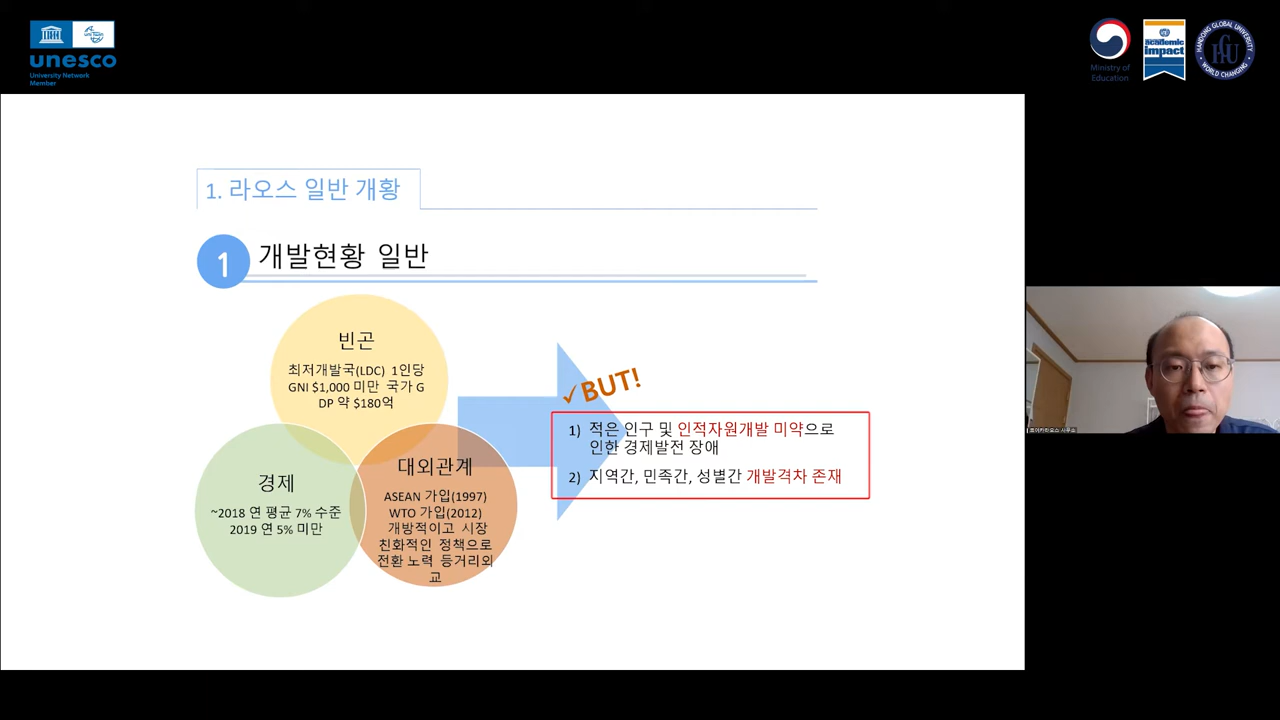 unesco
University Network
Member
Ministry of
Education
academic
impact
HANDONG GLOBAL UNIVERSITY
WORLD CHANGING
1. 라오스 일반 개황
1 개발현황 일반
빈곤
최저개발국(LDC) 1인당
GNI $1,000 미만 국가 G
DP 약 $180억
경제
~2018 연 평균 7% 수준
2019 연 5% 미만
대외관계
ASEAN 가입(1997)
WTO 가입(2012)
개방적이고 시장
친화적인 정책으로
전환 노력 등거리외
교
✓BUT!
1) 적은 인구 및 인적자원개발 미약으로
인한 경제발전 장애
2) 지역간, 민족간, 성별간 개발격차 존재